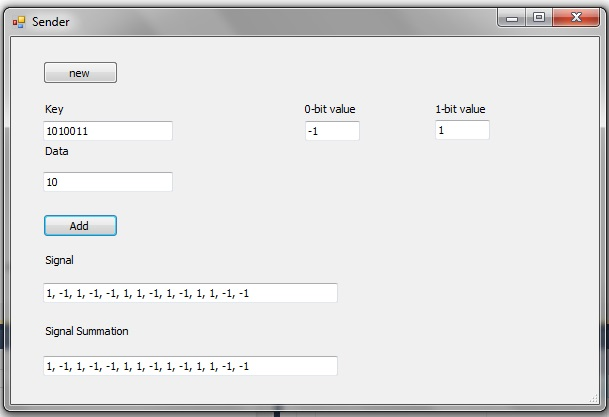 Sender
new
Key 0-bit value 1-bit value
1010011 -1 1
Data
10
Add
Signal
1, -1, 1, -1, -1, 1, 1, -1, 1, -1, 1, 1, -1, -1
Signal Summation
1, -1, 1, -1, -1, 1, 1, -1, 1, -1, 1, 1, -1, -1